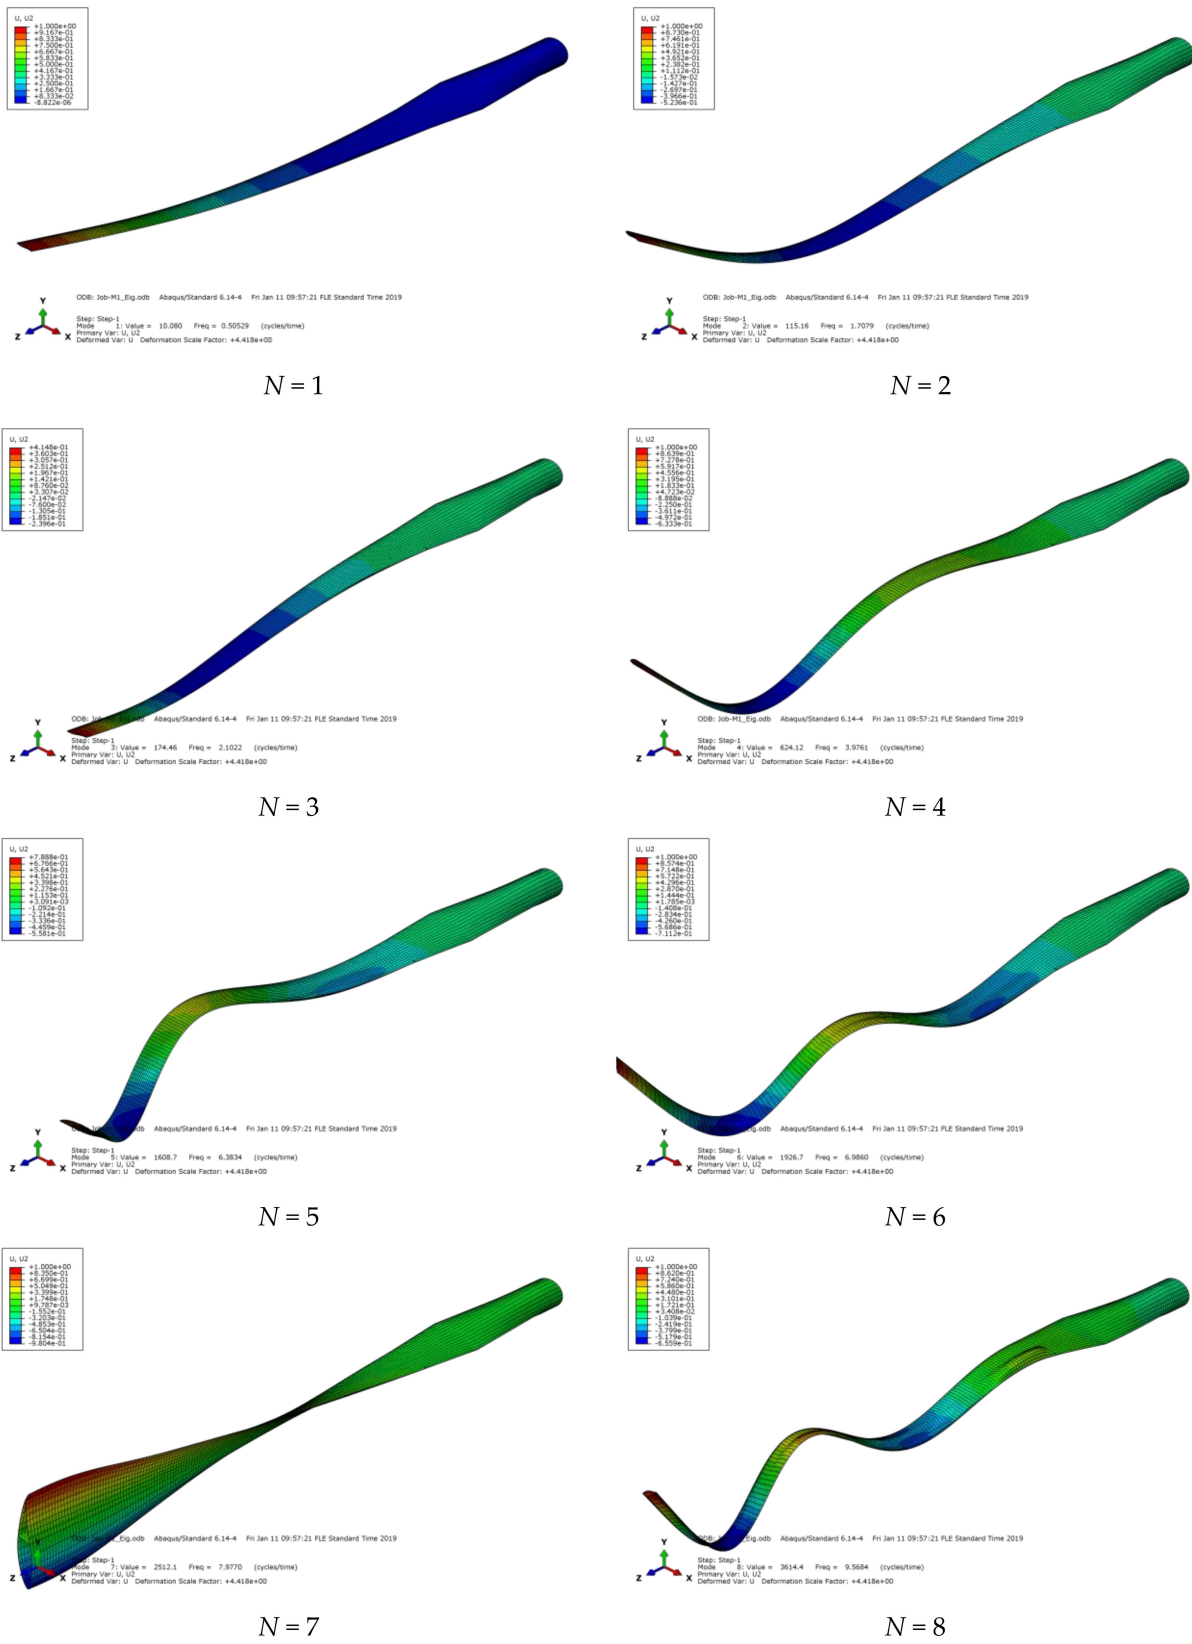 U, U2
+1.000e+00
+9.167e-01
+8.333e-01
+7.500e-01
+6.667e-01
+5.833e-01
+5.000e-01
+4.167e-01
+3.333e-01
+2.500e-01
+1.667e-01
+8.333e-02
-8.822e-06
Y
Z
X
ODB: Job-M1_Eig.odb Abaqus/Standard 6.14-4 Fri Jan 11 09:57:21 FLE Standard Time 2019
Step: Step-1
Mode 1: Value = 10.080 Freq = 0.50529 (cycles/time)
Primary Var: U, U2
Deformed Var: U Deformation Scale Factor: +4.418e+00
N = 1
U, U2
+1.000e+00
+8.730e-01
+7.461e-01
+6.191e-01
+4.921e-01
+3.652e-01
+2.382e-01
+1.112e-01
-1.573e-02
-1.427e-01
-2.697e-01
-3.966e-01
-5.236e-01
Y
Z
X
ODB: Job-M1_Eig.odb Abaqus/Standard 6.14-4 Fri Jan 11 09:57:21 FLE Standard Time 2019
Step: Step-1
Mode 2: Value = 115.16 Freq = 1.7079 (cycles/time)
Primary Var: U, U2
Deformed Var: U Deformation Scale Factor: +4.418e+00
N = 2
U, U2
+4.148e-01
+3.603e-01
+3.057e-01
+2.512e-01
+1.967e-01
+1.421e-01
+8.760e-02
+3.307e-02
-2.147e-02
-7.600e-02
-1.305e-01
-1.851e-01
-2.396e-01
Y
Z
X
ODB: Abaqus/Standard 6.14-4 Fri Jan 11 09:57:21 FLE Standard Time 2019
Step: Step-1
Mode 3: Value = 174.46 Freq = 2.1022 (cycles/time)
Primary Var: U, U2
Deformed Var: U Deformation Scale Factor: +4.418e+00
N = 3
U, U2
+1.000e+00
+8.639e-01
+7.278e-01
+5.917e-01
+4.556e-01
+3.195e-01
+1.833e-01
+4.723e-02
-8.888e-02
-2.250e-01
-3.611e-01
-4.972e-01
-6.333e-01
Y
Z
X
ODB: Job-M1_Eig.odb Abaqus/Standard 6.14-4 Fri Jan 11 09:57:21 FLE Standard Time 2019
Step: Step-1
Mode 4: Value = 624.12 Freq = 3.9761 (cycles/time)
Primary Var: U, U2
Deformed Var: U Deformation Scale Factor: +4.418e+00
N = 4
U, U2
+7.888e-01
+6.766e-01
+5.643e-01
+4.521e-01
+3.398e-01
+2.276e-01
+1.153e-01
+3.091e-03
-1.092e-01
-2.214e-01
-3.336e-01
-4.459e-01
-5.581e-01
Y
Z
X
Abaqus/Standard 6.14-4 Fri Jan 11 09:57:21 FLE Standard Time 2019
Step: Step-1
Mode 5: Value = 1608.7 Freq = 6.3834 (cycles/time)
Primary Var: U, U2
Deformed Var: U Deformation Scale Factor: +4.418e+00
N = 5
U, U2
+1.000e+00
+8.574e-01
+7.148e-01
+5.722e-01
+4.296e-01
+2.870e-01
+1.444e-01
+1.785e-03
-1.408e-01
-2.834e-01
-4.260e-01
-5.686e-01
-7.112e-01
Y
Z
X
Abaqus/Standard 6.14-4 Fri Jan 11 09:57:21 FLE Standard Time 2019
Step: Step-1
Mode 6: Value = 1926.7 Freq = 6.9860 (cycles/time)
Primary Var: U, U2
Deformed Var: U Deformation Scale Factor: +4.418e+00
N = 6
U, U2
+1.000e+00
+8.350e-01
+6.699e-01
+5.049e-01
+3.399e-01
+1.748e-01
+9.787e-03
-1.552e-01
-3.203e-01
-4.853e-01
-6.504e-01
-8.154e-01
-9.804e-01
Y
Z
X
Abaqus/Standard 6.14-4 Fri Jan 11 09:57:21 FLE Standard Time 2019
Step: Step-1
Mode 7: Value = 2512.1 Freq = 7.9770 (cycles/time)
Primary Var: U, U2
Deformed Var: U Deformation Scale Factor: +4.418e+00
N = 7
U, U2
+1.000e+00
+8.620e-01
+7.240e-01
+5.860e-01
+4.480e-01
+3.101e-01
+1.721e-01
+3.408e-02
-1.039e-01
-2.419e-01
-3.799e-01
-5.179e-01
-6.559e-01
Y
Z
X
Abaqus/Standard 6.14-4 Fri Jan 11 09:57:21 FLE Standard Time 2019
Step: Step-1
Mode 8: Value = 3614.4 Freq = 9.5684 (cycles/time)
Primary Var: U, U2
Deformed Var: U Deformation Scale Factor: +4.418e+00
N = 8